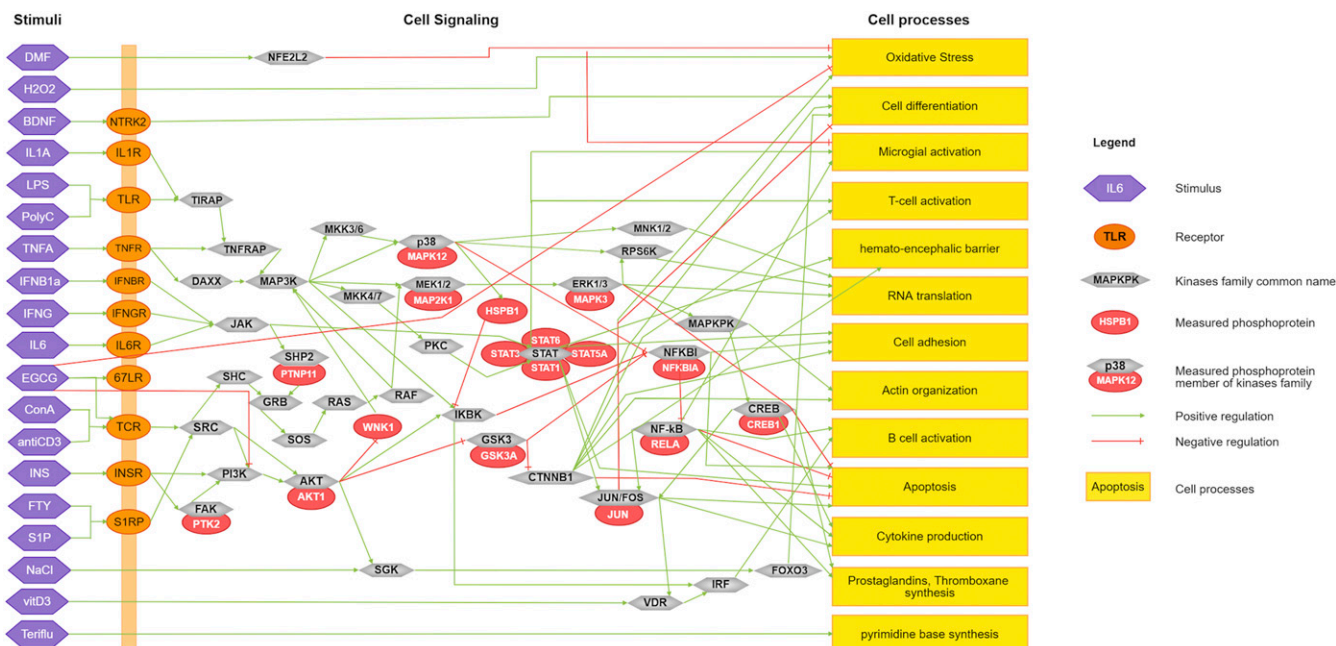 Stimuli
Cell Signaling
Cell processes
DMF
NFE2L2
Oxidative Stress
H2O2
Cell differentiation
BDNF
NTRK2
IL1A
IL1R
Microgial activation
LPS
TLR
TIRAP
T-cell activation
PolyC
TNFA
TNFR
TNFRAP
MKK3/6
p38
MAPK12
MNK1/2
RPS6K
hemato-encephalic barrier
IFNB1a
IFNBR
DAXX
MAP3K
MKK4/7
MEK1/2
MAP2K1
ERK1/3
MAPK3
RNA translation
IFNG
IFNGR
JAK
HSPB1
MAPKPK
IL6
IL6R
SHP2
PTNP11
PKC
STAT6
STAT3
STAT
STAT5A
STAT1
NFKBI
NFKBIA
Cell adhesion
EGCG
67LR
SHC
GRB
RAS
RAF
Actin organization
ConA
TCR
SRC
SOS
WNK1
IKBK
CREB
CREB1
antiCD3
GSK3
GSK3A
NF-kB
RELA
B cell activation
INS
INSR
PI3K
AKT
AKT1
CTNNB1
Apoptosis
FTY
FAK
PTK2
JUN/FOS
JUN
S1RP
S1P
Cytokine production
NaCl
SGK
FOXO3
IRF
Prostaglandins, Thromboxane
synthesis
vitD3
VDR
Teriflu
pyrimidine base synthesis
Legend
IL6
Stimulus
TLR
Receptor
MAPKPK
Kinases family common name
HSPB1
Measured phosphoprotein
p38
MAPK12
Measured phosphoprotein
member of kinases family
Positive regulation
Negative regulation
Apoptosis
Cell processes